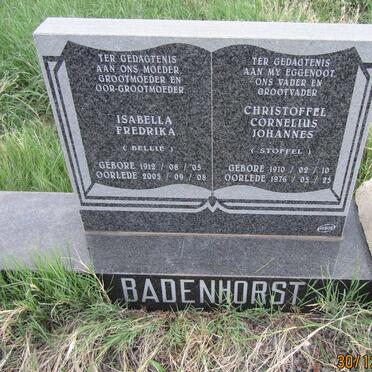 TER GEDAGTENIS
AAN ONS MOEDER,
GROOTMOEDER EN
OOR-GROOTMOEDER
ISABELLA
FREDRIKA
( BELLIE )
GEBORE 1912 / 08 / 05
OORLEDE 2005 / 09 / 08
TER GEDAGTENIS
AAN MY EGGENOOT
ONS VADER EN
GROOTVADER
CHRISTOFFEL
CORNELIUS
JOHANNES
( STOFFEL )
GEBORE 1910 / 02 / 10
OORLEDE 1976 / 05 / 25
BADENHORST